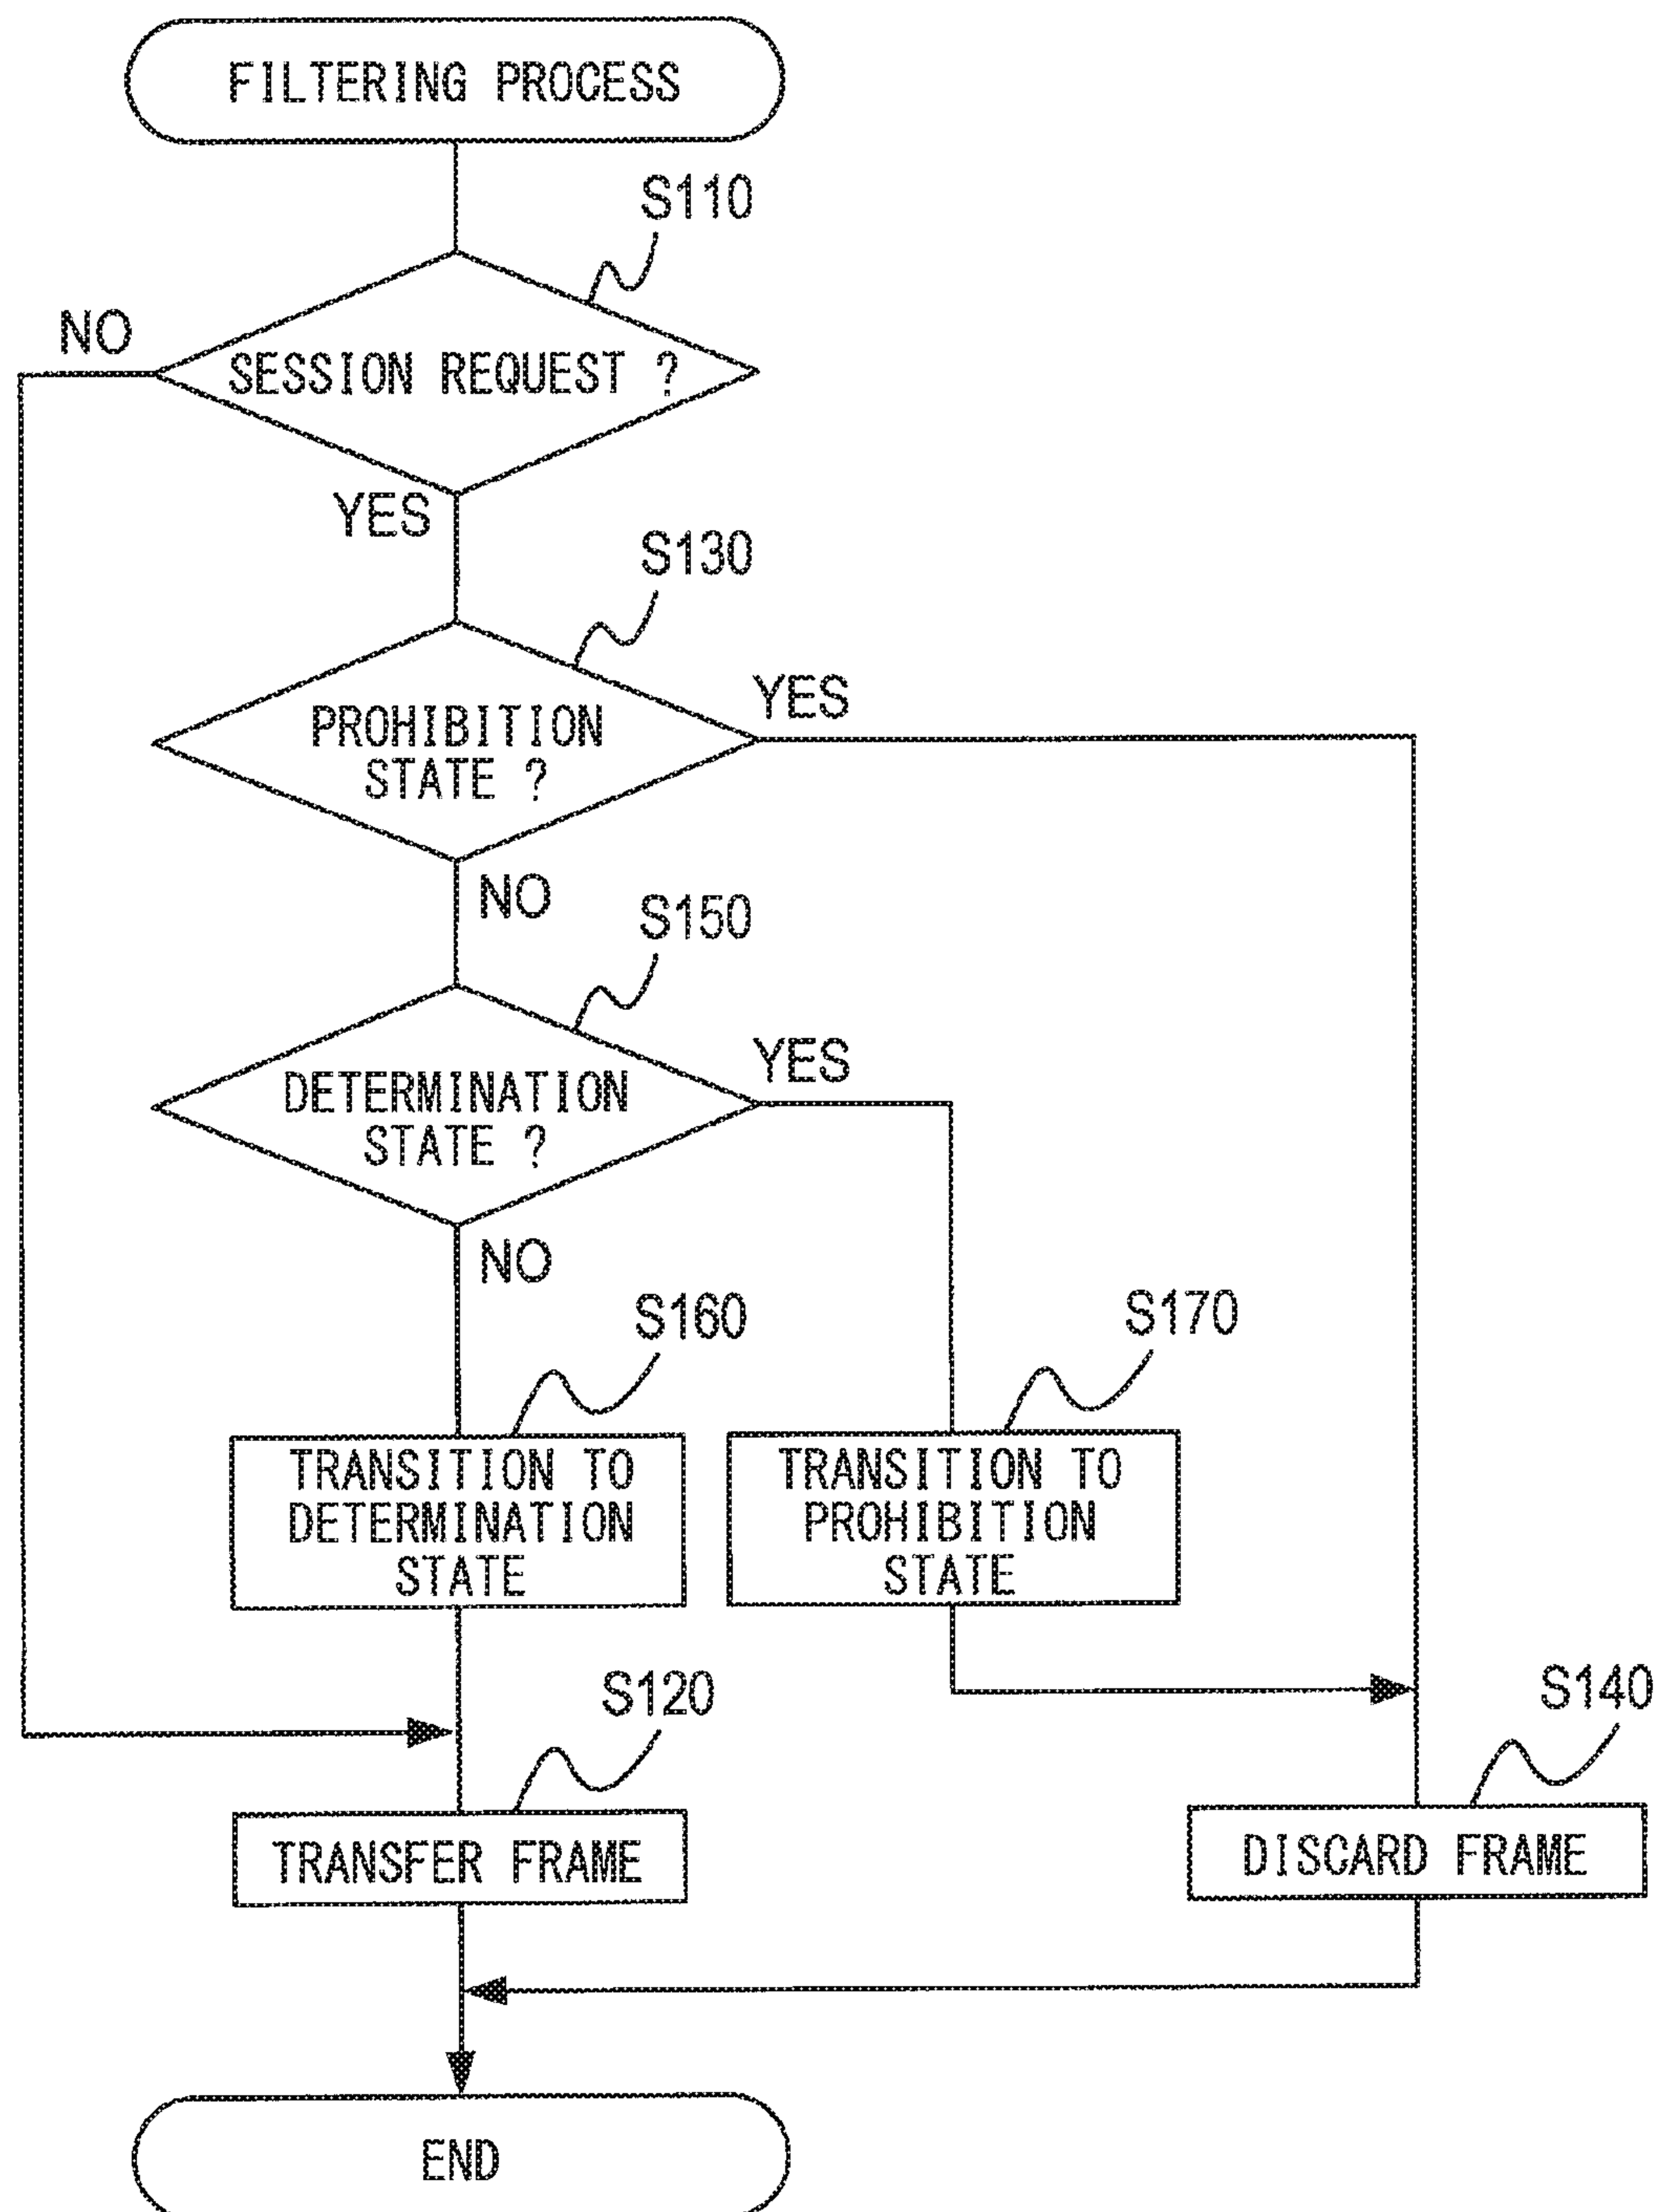 FILTERING PROCESS
S110
NO
SESSION REQUEST ?
YES
S130
YES
PROHIBITION
STATE ?
NO
S150
YES
DETERMINATION
STATE ?
NO
S160
S170
TRANSITION TO
DETERMINATION
STATE
TRANSITION TO
PROHIBITION
STATE
S120
S140
TRANSFER FRAME
DISCARD FRAME
END